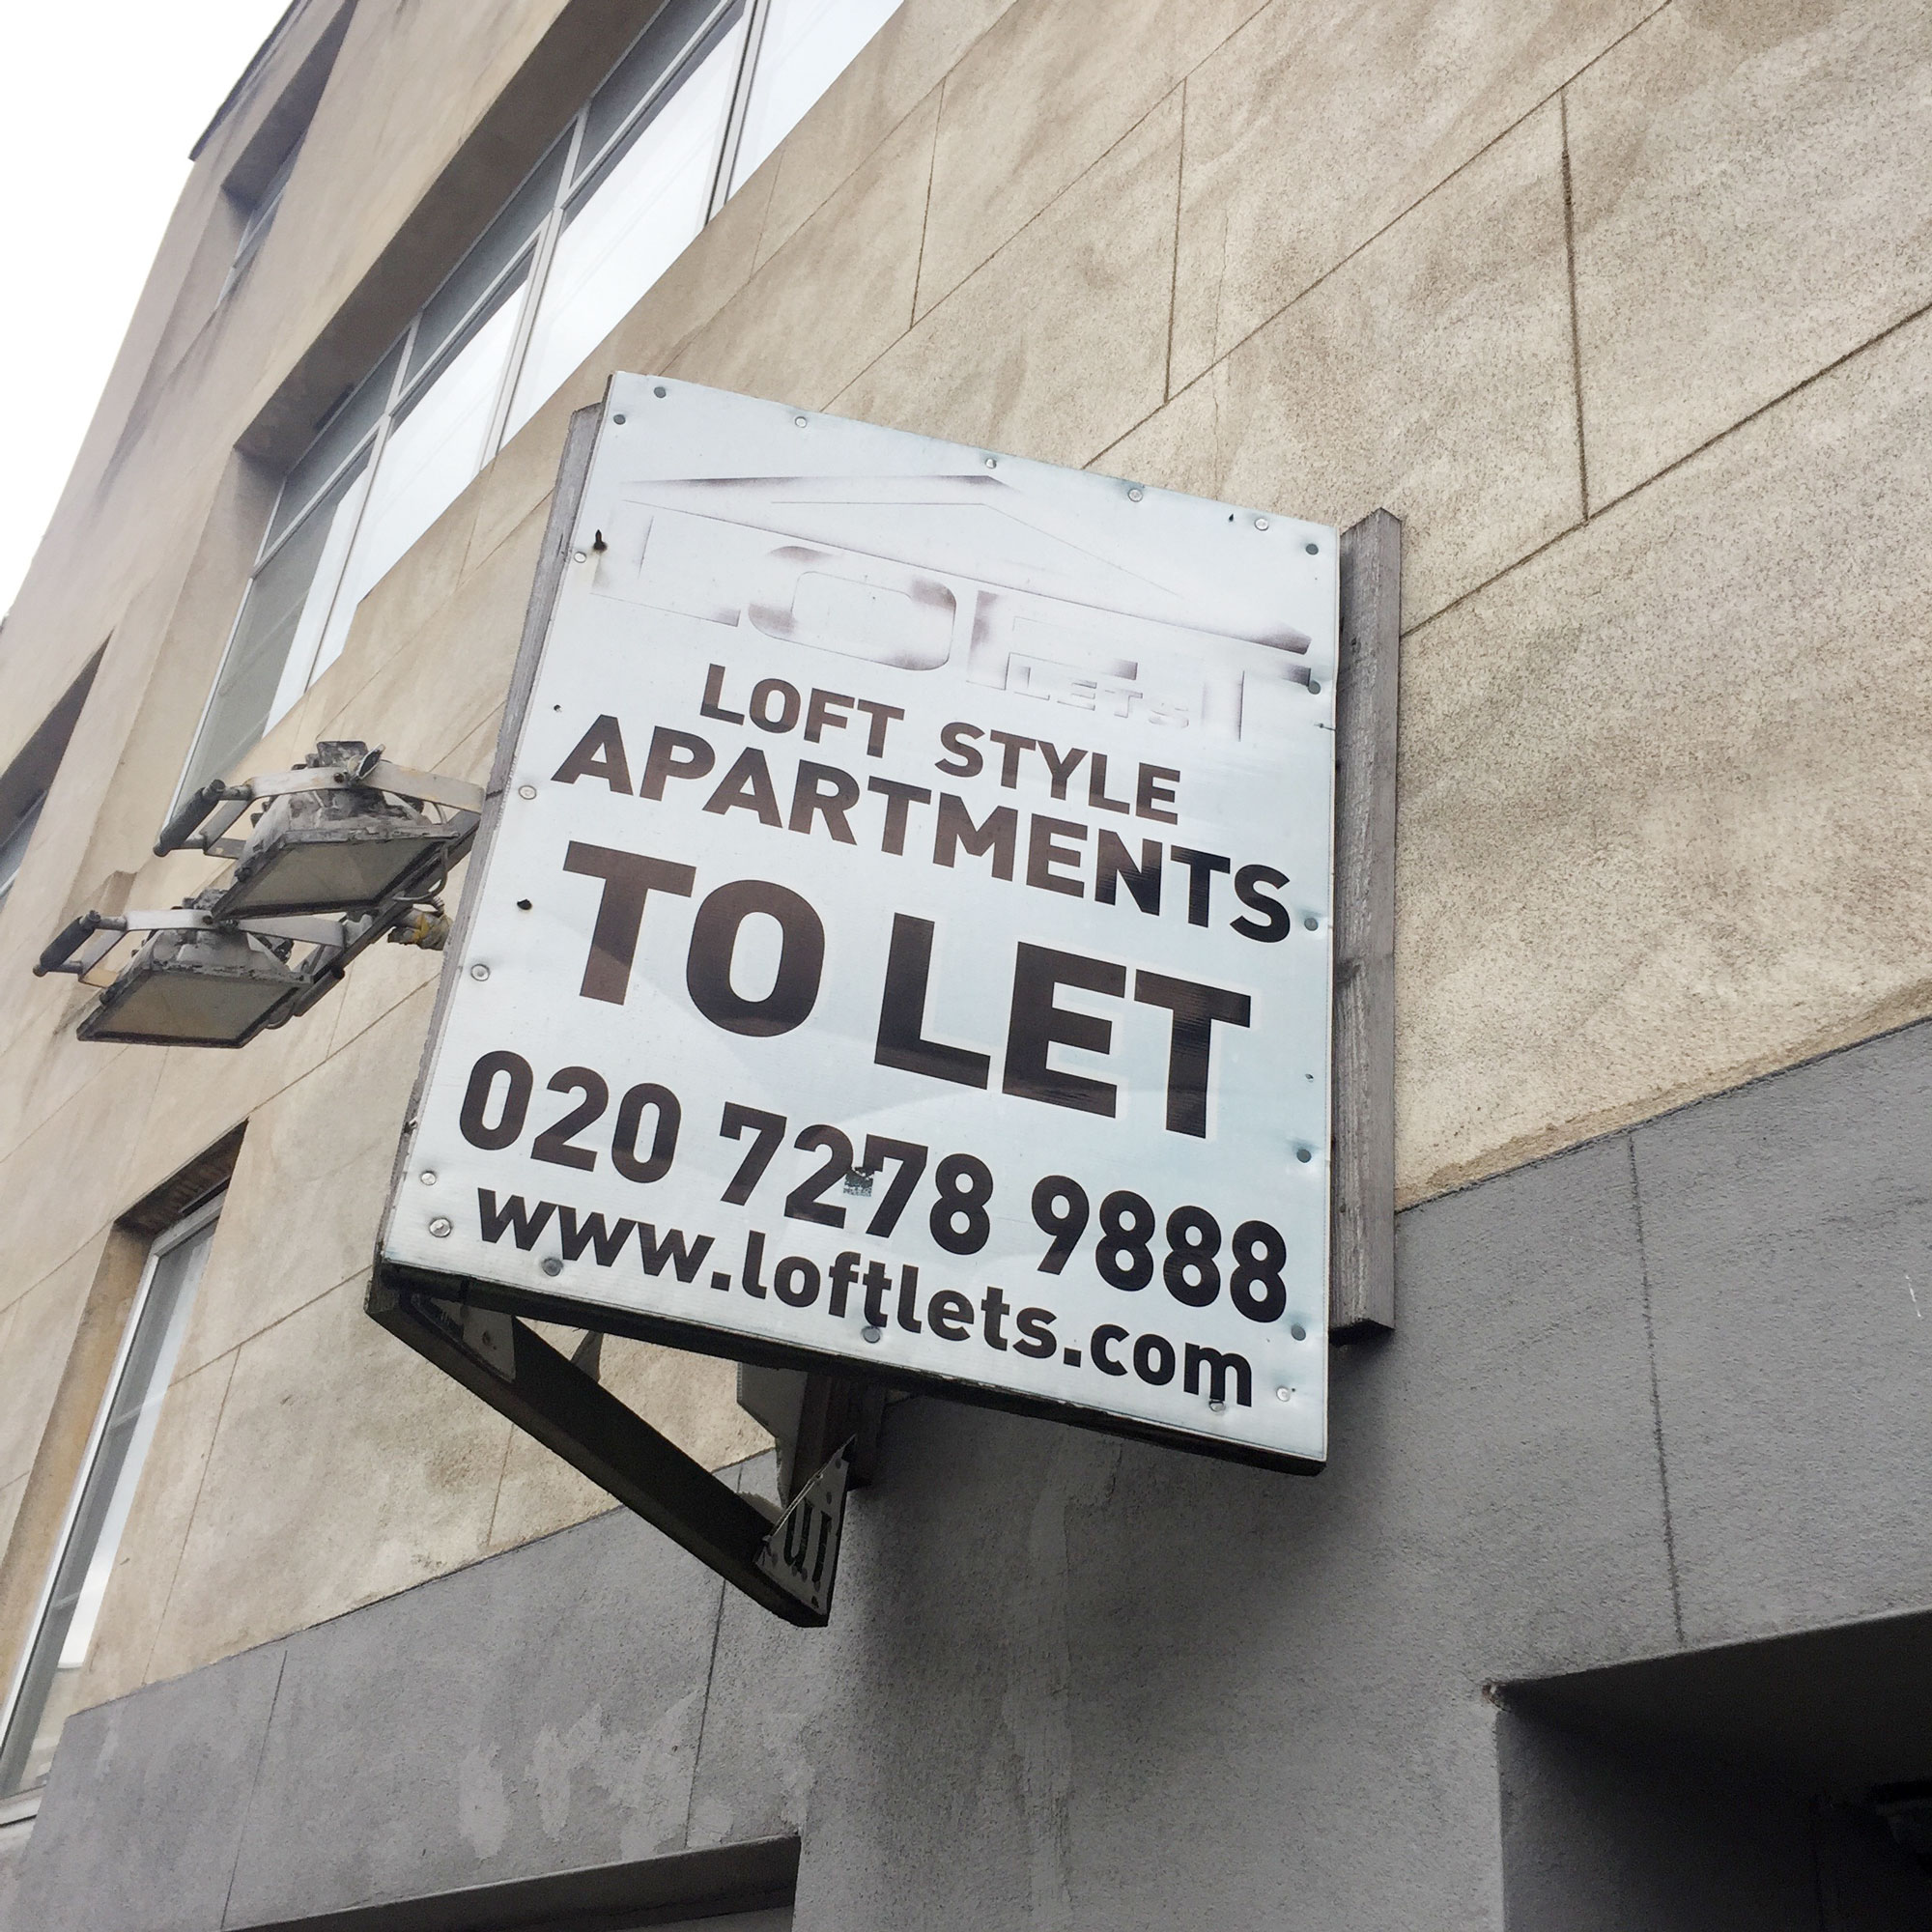 LOFT
LETS
LOFT STYLE
APARTMENTS
TO LET
020 7278 9888
www.loftlets.com